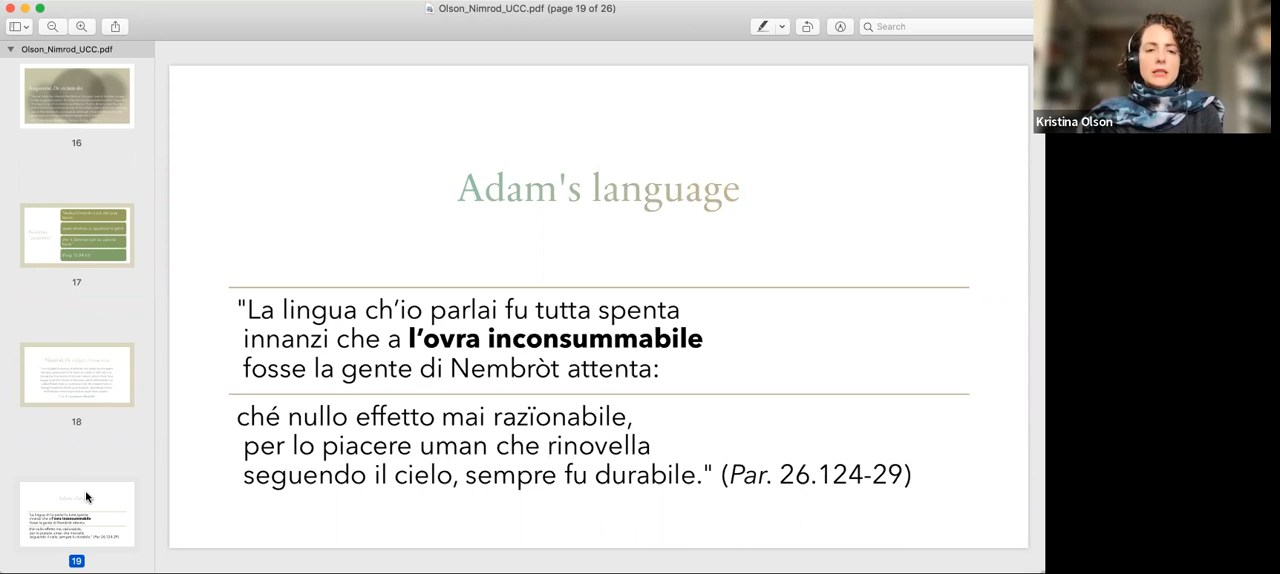 Olson_Nimrod_UCC.pdf (page 19 of 26)
Search
Olson_Nimrod_UCC.pdf
16
17
18
19
Kristina Olson
Adam's language
"La lingua ch’io parlai fu tutta spenta
innanzi che a l’ovra inconsummabile
fosse la gente di Nembròt attenta:
ché nullo effetto mai razïonabile,
per lo piacere uman che rinovella
seguendo il cielo, sempre fu durabile." (Par. 26.124-29)